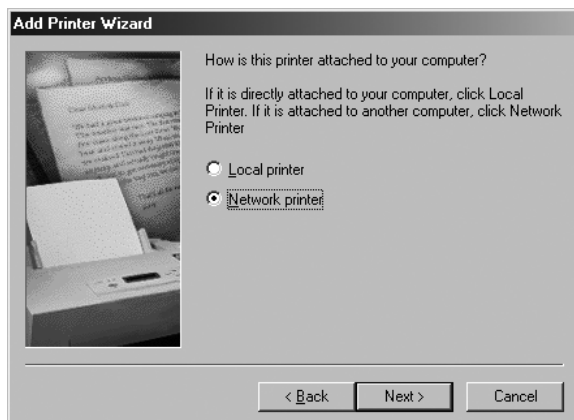 Add Printer Wizard
How is this printer attached to your computer?
If it is directly attached to your computer, click Local
Printer. If it is attached to another computer, click Network
Printer
Local printer
Network printer
< Back
Next >
Cancel